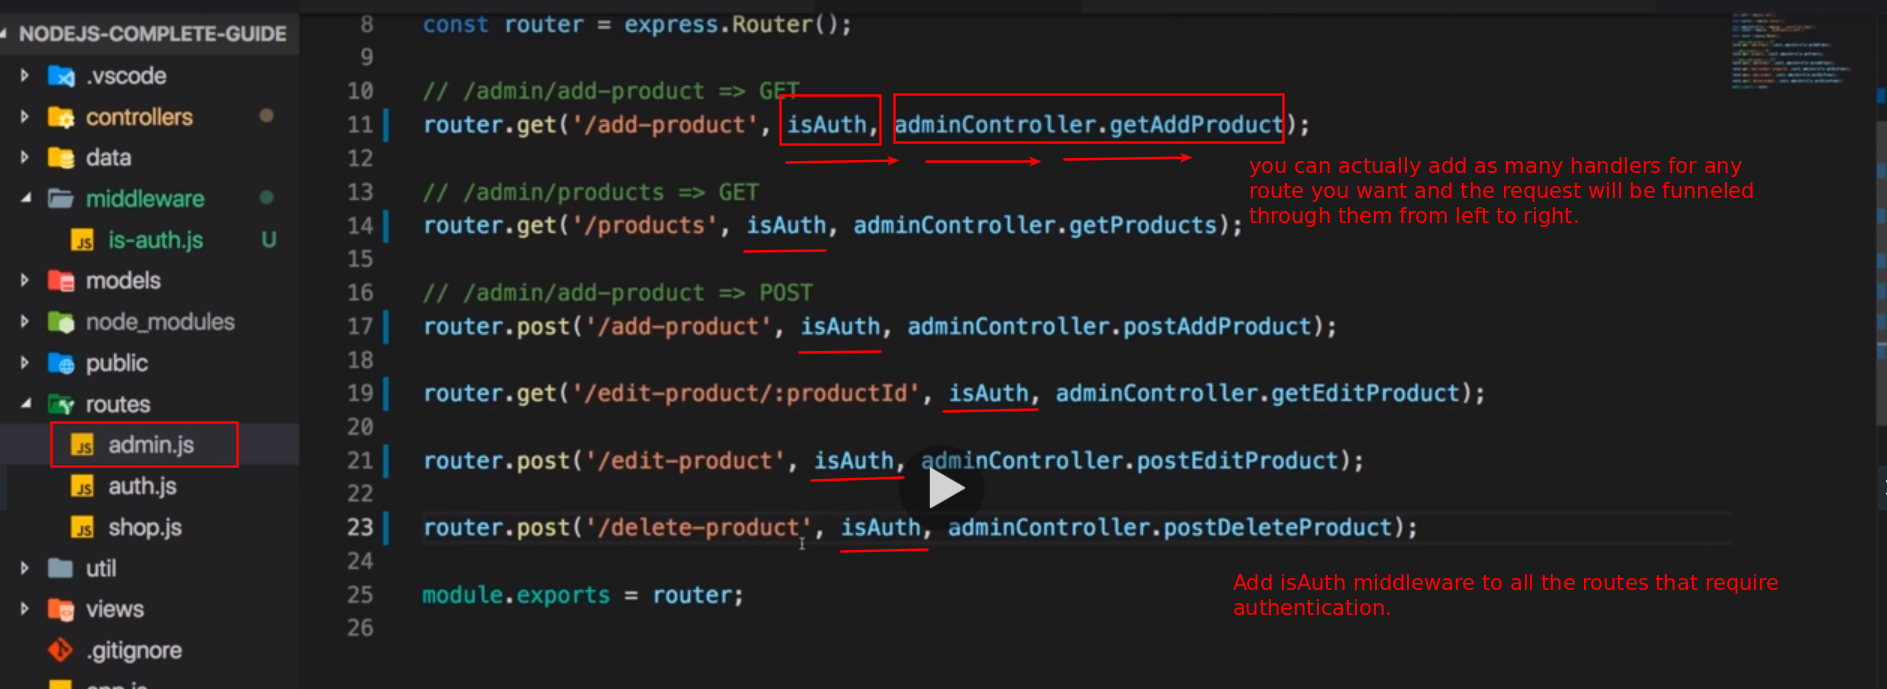 NODEJS-COMPLETE-GUIDE
.vscode
controllers
data
middleware
is-auth.js U
models
node_modules
public
routes
admin.js
auth.js
shop.js
util
views
.gitignore
app.js
8 const router = express.Router();
9
10 // /admin/add-product => GET
11 router.get('/add-product', isAuth, adminController.getAddProduct);
12
13 // /admin/products => GET
14 router.get('/products', isAuth, adminController.getProducts);
15
16 // /admin/add-product => POST
17 router.post('/add-product', isAuth, adminController.postAddProduct);
18
19 router.get('/edit-product/:productId', isAuth, adminController.getEditProduct);
20
21 router.post('/edit-product', isAuth, adminController.postEditProduct);
22
23 router.post('/delete-product', isAuth, adminController.postDeleteProduct);
24
25 module.exports = router;
26
you can actually add as many handlers for any
route you want and the request will be funneled
through them from left to right.
Add isAuth middleware to all the routes that require
authentication.